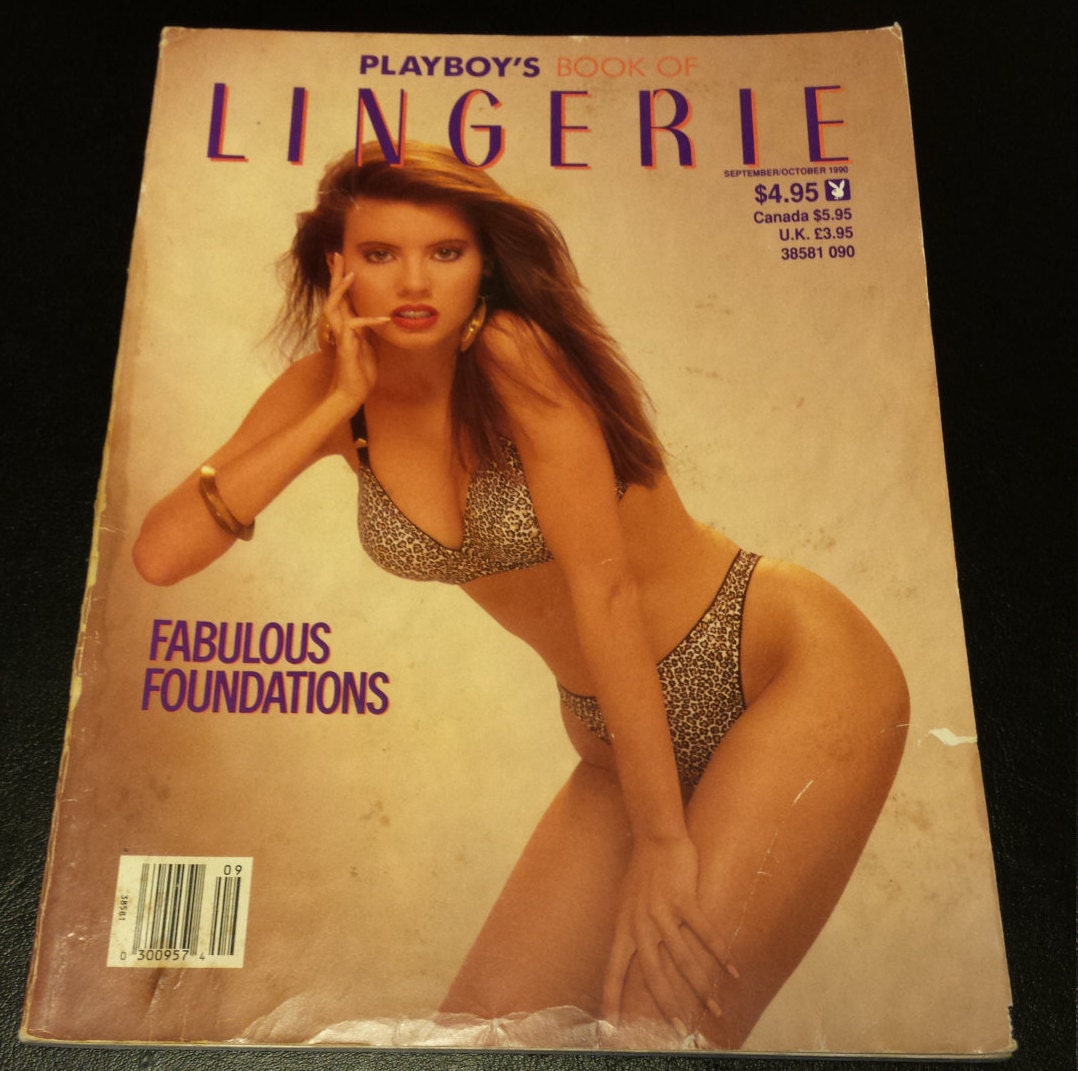 PLAYBOY'S BOOK OF
LINGERIE
SEPTEMBER/OCTOBER 1990
$4.95
Canada $5.95
U.K. £3.95
38581 090
FABULOUS
FOUNDATIONS
09
38581
0 300957 4